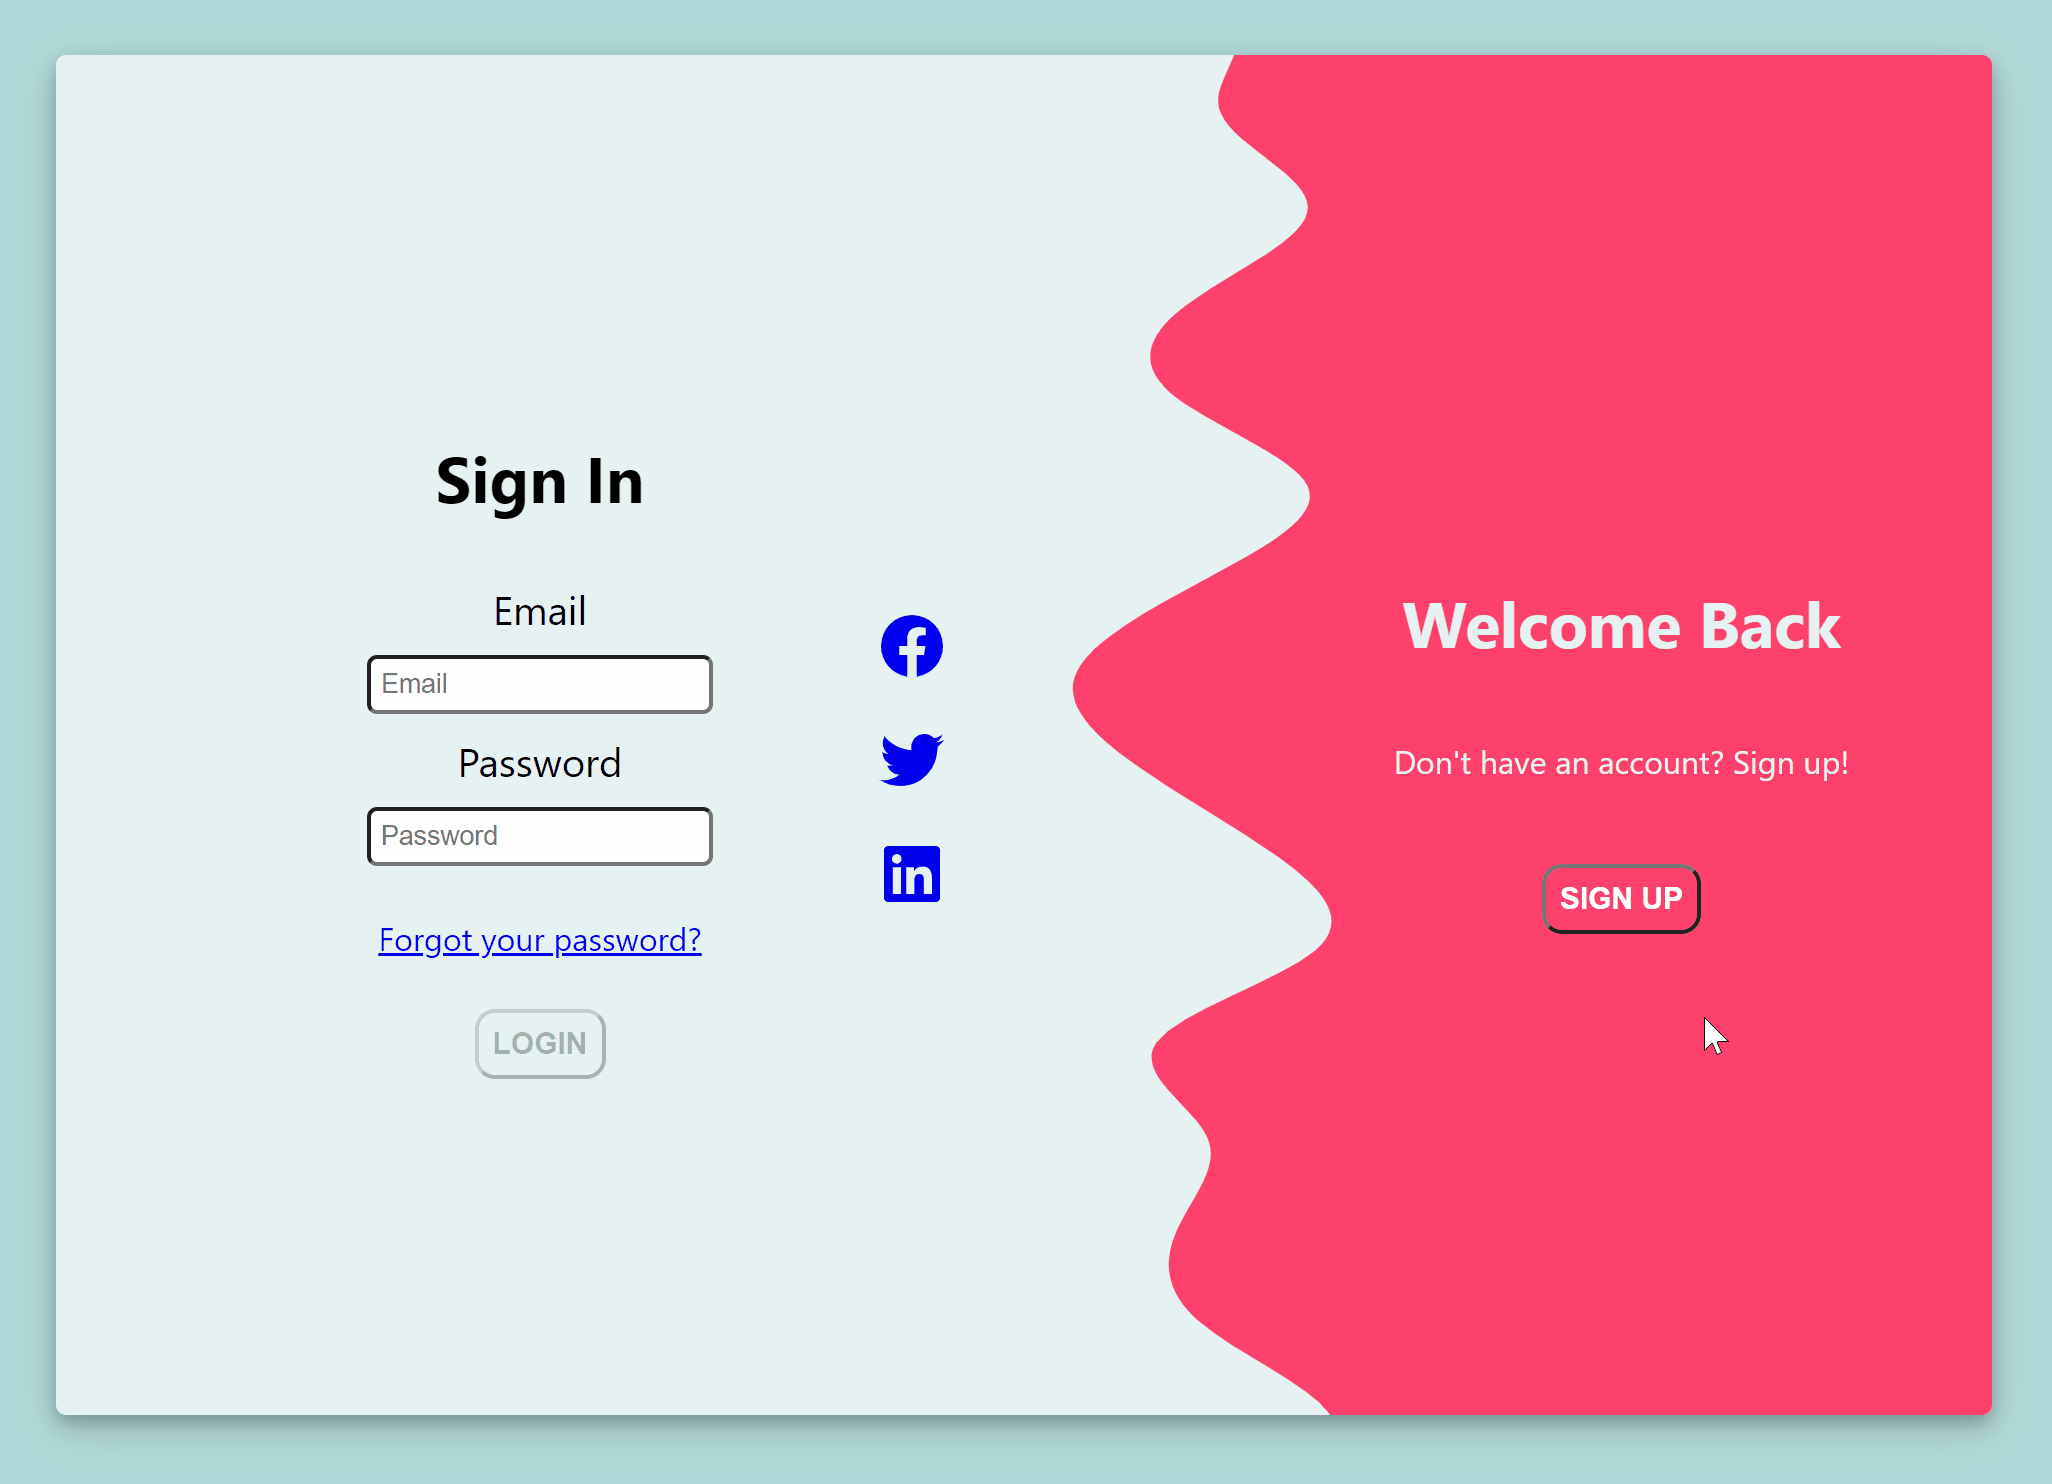 Sign In
Email
Email
Password
Password
Forgot your password?
LOGIN
in
Welcome Back
Don't have an account? Sign up!
SIGN UP